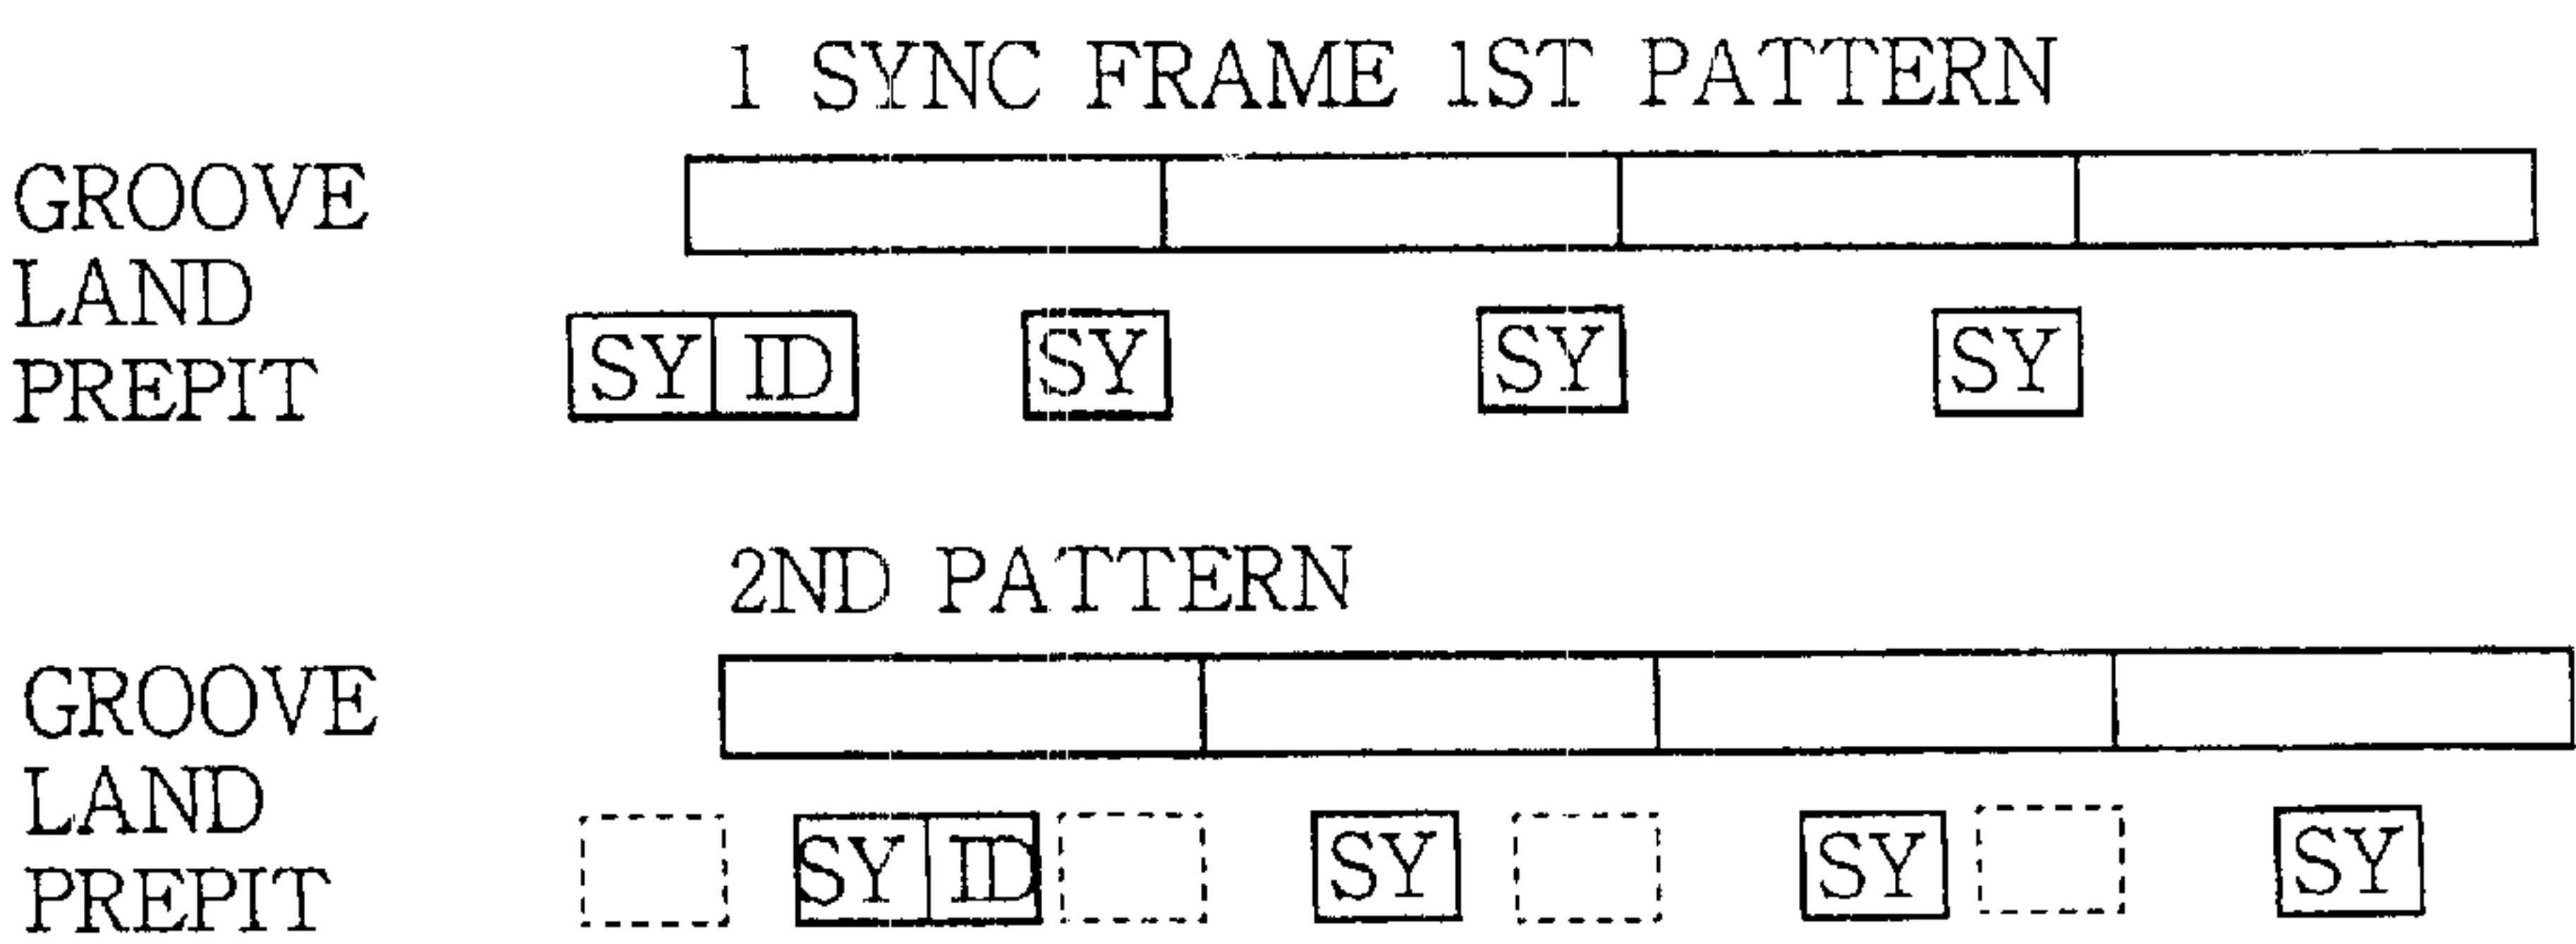 1 SYNC FRAME 1ST PATTERN
GROOVE
LAND
PREPIT
SY ID SY SY SY
2ND PATTERN
GROOVE
LAND
PREPIT
SY ID SY SY SY